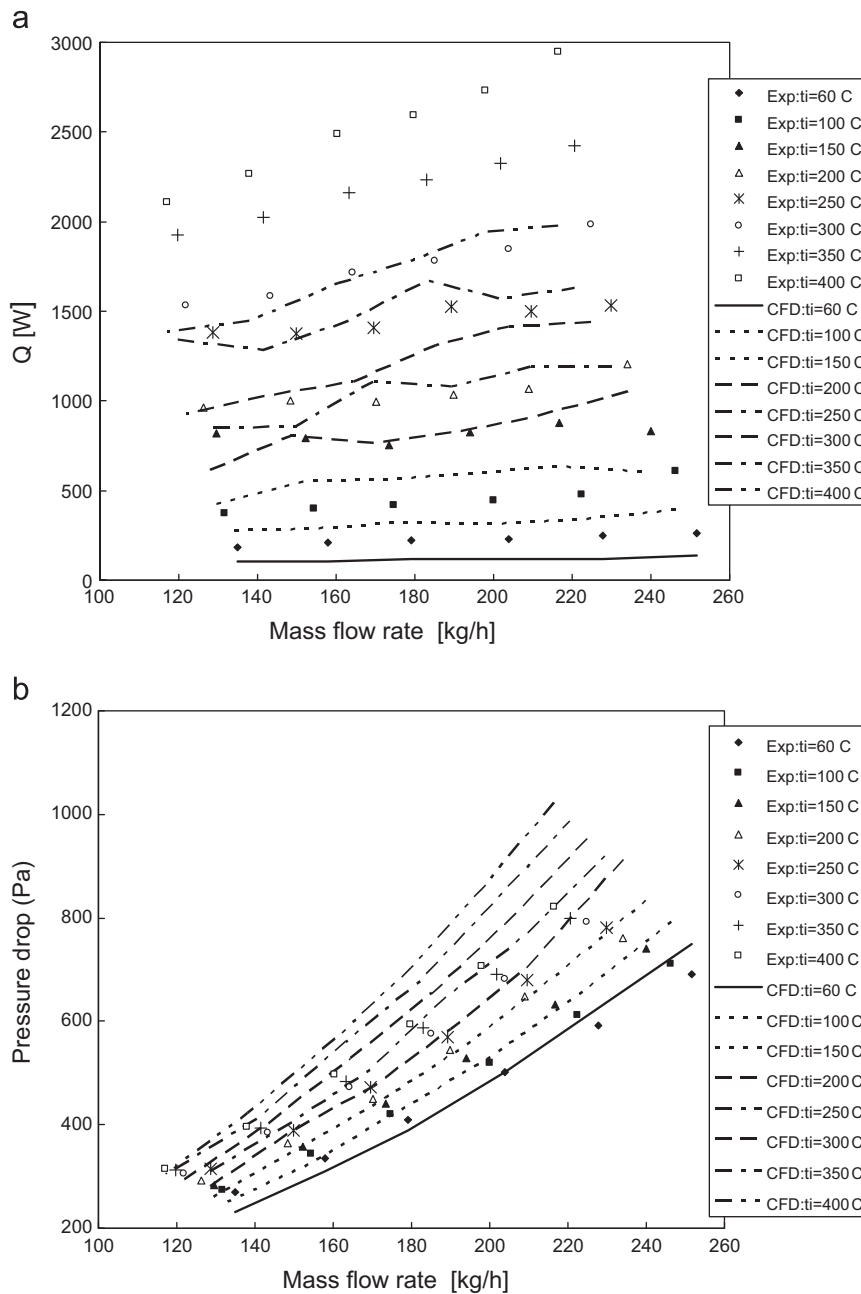 a
3000
2500
2000
1500
1000
500
0
Q [W]
100 120 140 160 180 200 220 240 260
Mass flow rate [kg/h]
Exp:ti=60 C
Exp:ti=100 C
Exp:ti=150 C
Exp:ti=200 C
Exp:ti=250 C
Exp:ti=300 C
Exp:ti=350 C
Exp:ti=400 C
CFD:ti=60 C
CFD:ti=100 C
CFD:ti=150 C
CFD:ti=200 C
CFD:ti=250 C
CFD:ti=300 C
CFD:ti=350 C
CFD:ti=400 C
b
1200
1000
800
600
400
200
Pressure drop (Pa)
100 120 140 160 180 200 220 240 260
Mass flow rate [kg/h]
Exp:ti=60 C
Exp:ti=100 C
Exp:ti=150 C
Exp:ti=200 C
Exp:ti=250 C
Exp:ti=300 C
Exp:ti=350 C
Exp:ti=400 C
CFD:ti=60 C
CFD:ti=100 C
CFD:ti=150 C
CFD:ti=200 C
CFD:ti=250 C
CFD:ti=300 C
CFD:ti=350 C
CFD:ti=400 C